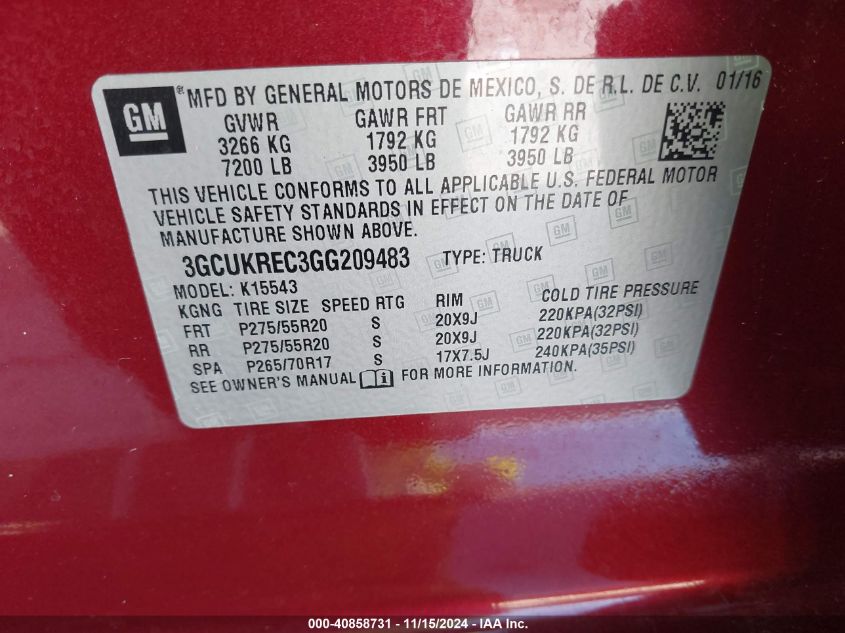 GM ® MFD BY GENERAL MOTORS DE MEXICO, S. DE R.L. DE C.V. 01/16
GVWR GAWR FRT GAWR RR
3266 KG 1792 KG 1792 KG
7200 LB 3950 LB 3950 LB
THIS VEHICLE CONFORMS TO ALL APPLICABLE U.S. FEDERAL MOTOR
VEHICLE SAFETY STANDARDS IN EFFECT ON THE DATE OF
MANUFACTURE SHOWN ABOVE.
3GCUKREC3GG209483 TYPE: TRUCK
MODEL: K15543
KGNG TIRE SIZE SPEED RTG RIM COLD TIRE PRESSURE
FRT P275/55R20 S 20X9J 220KPA(32PSI)
RR P275/55R20 S 20X9J 220KPA(32PSI)
SPA P265/70R17 S 17X7.5J 240KPA(35PSI)
SEE OWNER'S MANUAL FOR MORE INFORMATION.
000-40858731 - 11/15/2024 - IAA Inc.